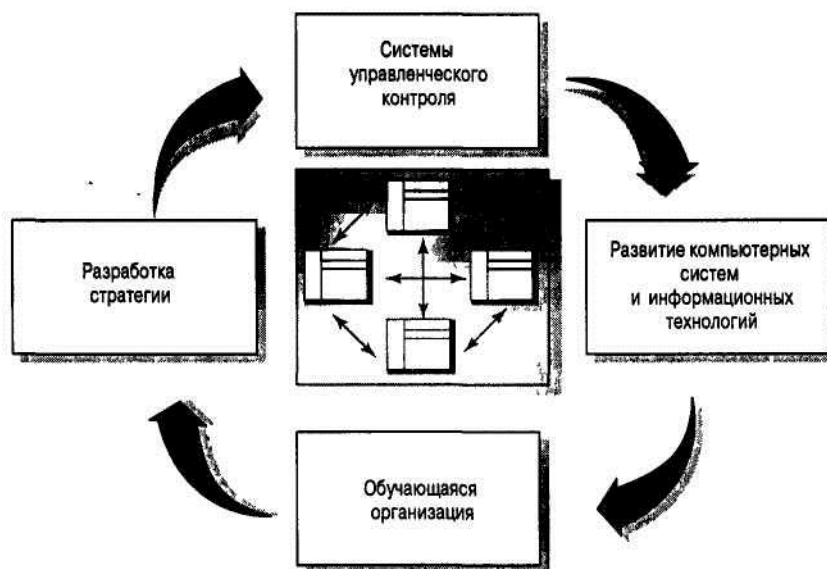 Системы
управленческого
контроля
Разработка
стратегии
Развитие компьютерных
систем
и информационных
технологий
Обучающаяся
организация